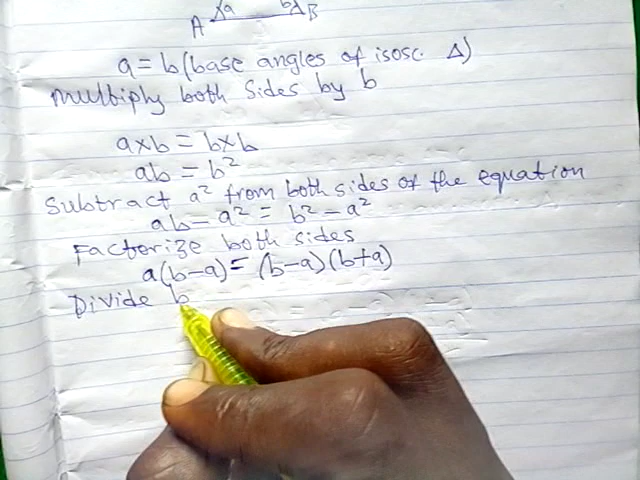 A a b B
a = b (base angles of isosc. Δ)
Multiply both sides by b
a×b = b×b
ab = b²
Subtract a² from both sides of the equation
ab - a² = b² - a²
Factorize both sides
a(b-a) = (b-a)(b+a)
Divide b